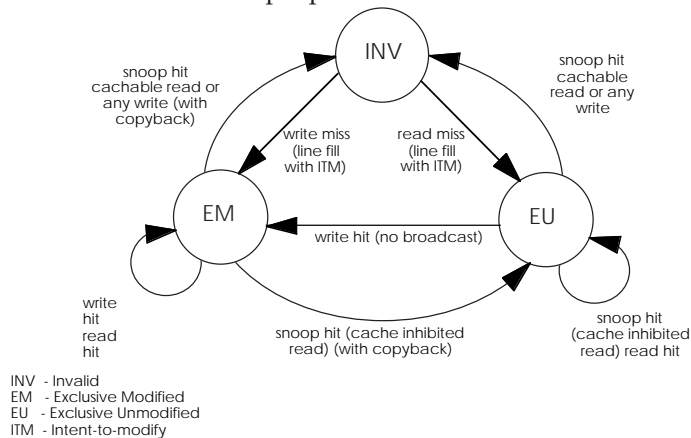 INV
snoop hit
cachable read or
any write (with
copyback)
snoop hit
cachable
read or any
write
write miss
(line fill
with ITM)
read miss
(line fill
with ITM)
EM
EU
write hit (no broadcast)
write
hit
read
hit
snoop hit (cache inhibited
read) (with copyback)
snoop hit
(cache inhibited
read) read hit
INV - Invalid
EM - Exclusive Modified
EU - Exclusive Unmodified
ITM - Intent-to-modify